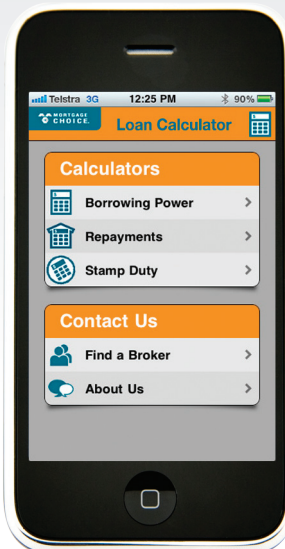 Telstra 3G 12:25 PM 90%
MORTGAGE
CHOICE. Loan Calculator
Calculators
Borrowing Power
Repayments
Stamp Duty
Contact Us
Find a Broker
About Us